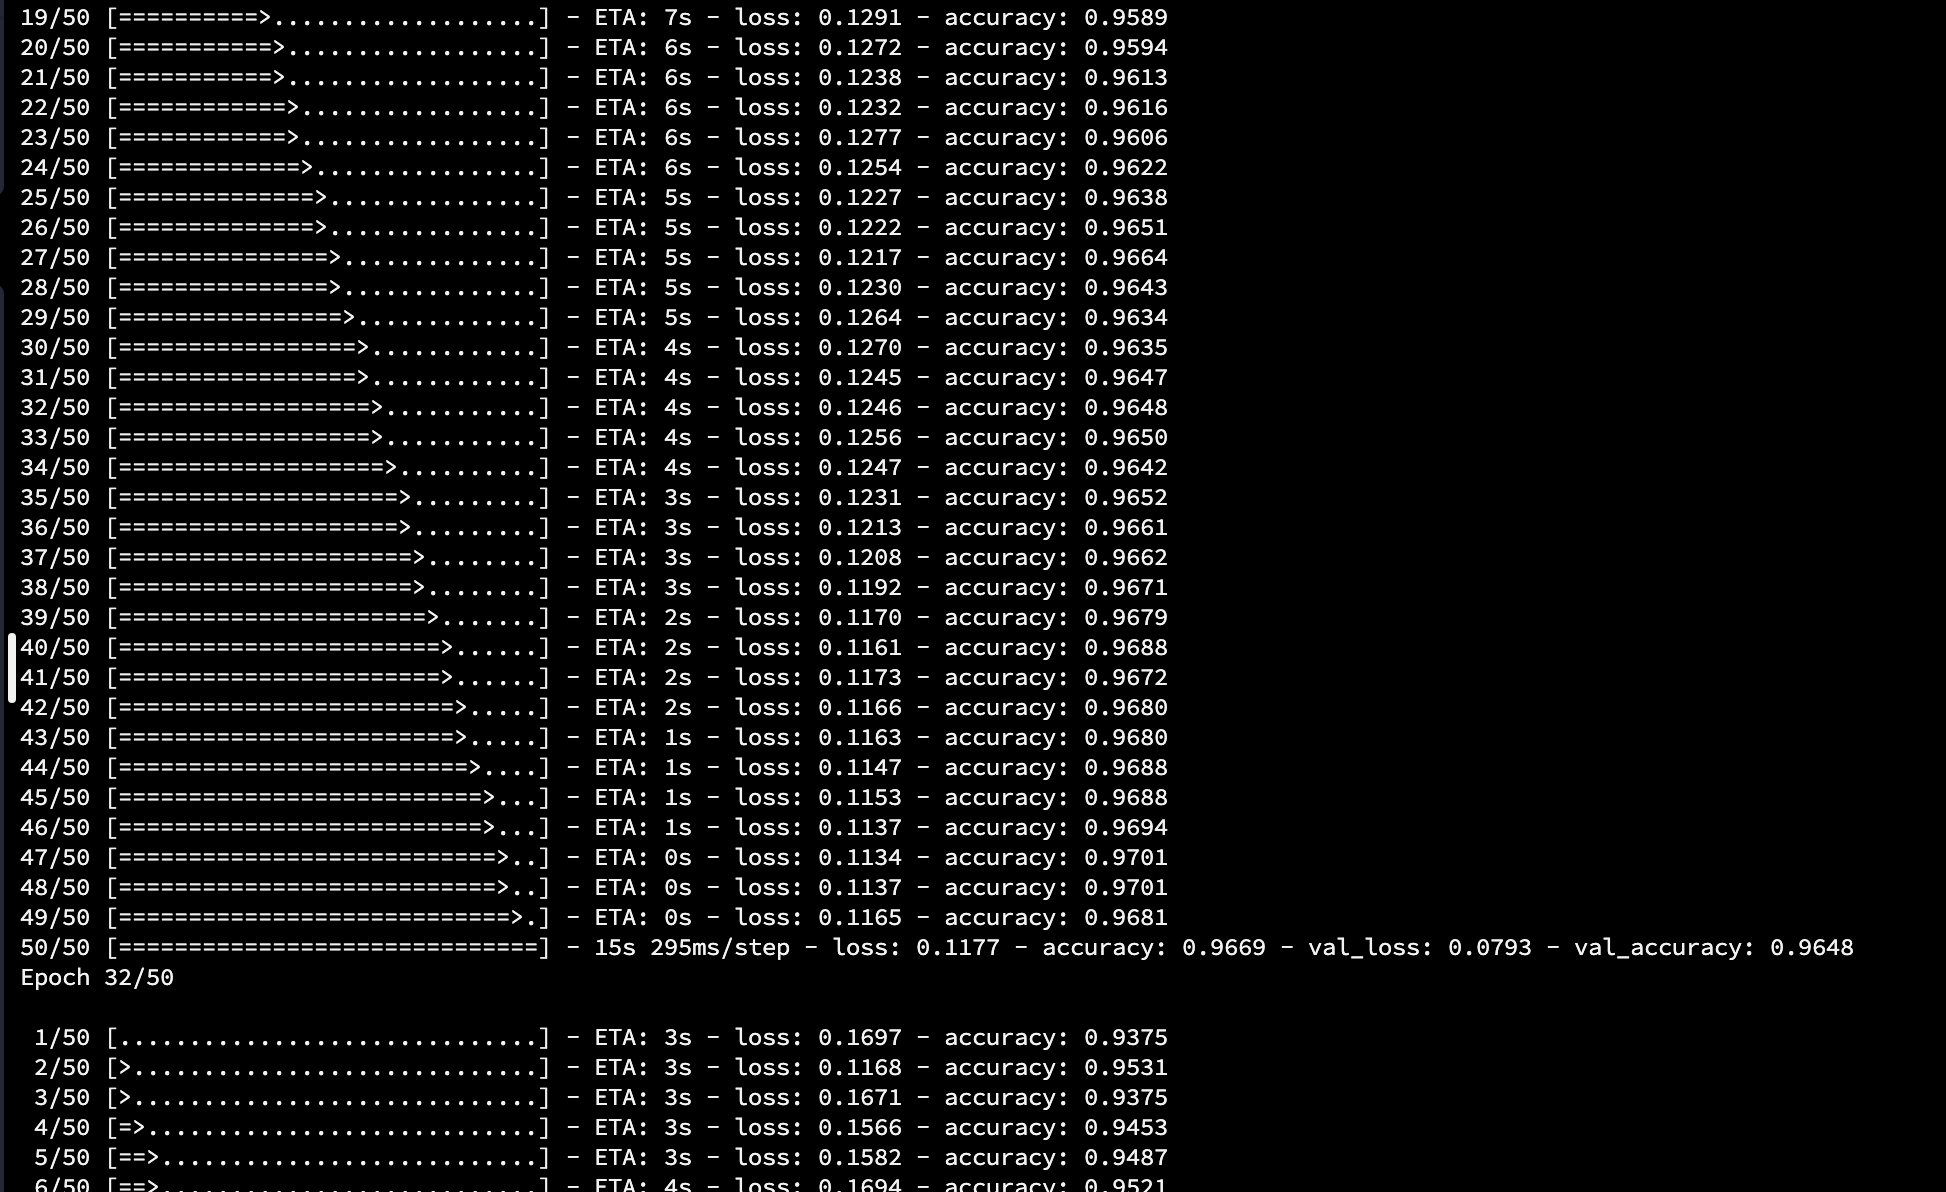 19/50 [==========>...................] - ETA: 7s - loss: 0.1291 - accuracy: 0.9589
20/50 [===========>..................] - ETA: 6s - loss: 0.1272 - accuracy: 0.9594
21/50 [===========>..................] - ETA: 6s - loss: 0.1238 - accuracy: 0.9613
22/50 [============>.................] - ETA: 6s - loss: 0.1232 - accuracy: 0.9616
23/50 [============>.................] - ETA: 6s - loss: 0.1277 - accuracy: 0.9606
24/50 [=============>................] - ETA: 6s - loss: 0.1254 - accuracy: 0.9622
25/50 [==============>...............] - ETA: 5s - loss: 0.1227 - accuracy: 0.9638
26/50 [==============>...............] - ETA: 5s - loss: 0.1222 - accuracy: 0.9651
27/50 [===============>..............] - ETA: 5s - loss: 0.1217 - accuracy: 0.9664
28/50 [===============>..............] - ETA: 5s - loss: 0.1230 - accuracy: 0.9643
29/50 [================>.............] - ETA: 5s - loss: 0.1264 - accuracy: 0.9634
30/50 [=================>............] - ETA: 4s - loss: 0.1270 - accuracy: 0.9635
31/50 [=================>............] - ETA: 4s - loss: 0.1245 - accuracy: 0.9647
32/50 [==================>...........] - ETA: 4s - loss: 0.1246 - accuracy: 0.9648
33/50 [==================>...........] - ETA: 4s - loss: 0.1256 - accuracy: 0.9650
34/50 [===================>..........] - ETA: 4s - loss: 0.1247 - accuracy: 0.9642
35/50 [====================>.........] - ETA: 3s - loss: 0.1231 - accuracy: 0.9652
36/50 [====================>.........] - ETA: 3s - loss: 0.1213 - accuracy: 0.9661
37/50 [=====================>........] - ETA: 3s - loss: 0.1208 - accuracy: 0.9662
38/50 [=====================>........] - ETA: 3s - loss: 0.1192 - accuracy: 0.9671
39/50 [======================>.......] - ETA: 2s - loss: 0.1170 - accuracy: 0.9679
40/50 [=======================>......] - ETA: 2s - loss: 0.1161 - accuracy: 0.9688
41/50 [=======================>......] - ETA: 2s - loss: 0.1173 - accuracy: 0.9672
42/50 [========================>.....] - ETA: 2s - loss: 0.1166 - accuracy: 0.9680
43/50 [========================>.....] - ETA: 1s - loss: 0.1163 - accuracy: 0.9680
44/50 [=========================>....] - ETA: 1s - loss: 0.1147 - accuracy: 0.9688
45/50 [==========================>...] - ETA: 1s - loss: 0.1153 - accuracy: 0.9688
46/50 [==========================>...] - ETA: 1s - loss: 0.1137 - accuracy: 0.9694
47/50 [===========================>..] - ETA: 0s - loss: 0.1134 - accuracy: 0.9701
48/50 [===========================>..] - ETA: 0s - loss: 0.1137 - accuracy: 0.9701
49/50 [============================>.] - ETA: 0s - loss: 0.1165 - accuracy: 0.9681
50/50 [==============================] - 15s 295ms/step - loss: 0.1177 - accuracy: 0.9669 - val_loss: 0.0793 - val_accuracy: 0.9648
Epoch 32/50
1/50 [..............................] - ETA: 3s - loss: 0.1697 - accuracy: 0.9375
2/50 [>.............................] - ETA: 3s - loss: 0.1168 - accuracy: 0.9531
3/50 [>.............................] - ETA: 3s - loss: 0.1671 - accuracy: 0.9375
4/50 [=>............................] - ETA: 3s - loss: 0.1566 - accuracy: 0.9453
5/50 [==>...........................] - ETA: 3s - loss: 0.1582 - accuracy: 0.9487
6/50 [==>...........................] - ETA: 4s - loss: 0.1694 - accuracy: 0.9521